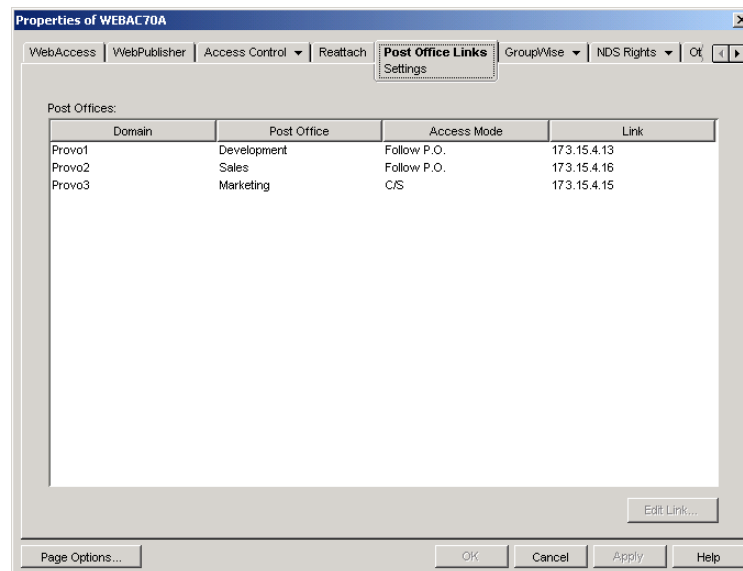 Properties of WEBAC70A
WebAccess WebPublisher Access Control Reattach Post Office Links GroupWise NDS Rights
Settings
Post Offices:
Domain Post Office Access Mode Link
Provo1 Development Follow P.O. 173.15.4.13
Provo2 Sales Follow P.O. 173.15.4.16
Provo3 Marketing C/S 173.15.4.15
Edit Link...
Page Options... OK Cancel Apply Help